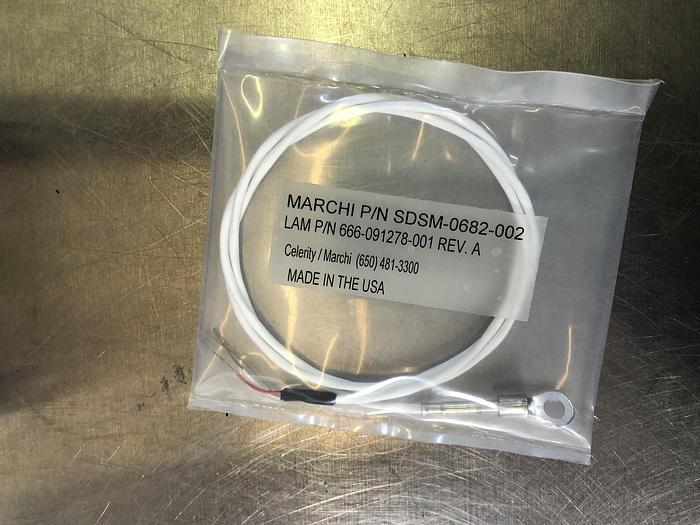 MARCHI P/N SDSM-0682-002
LAM P/N 666-091278-001 REV. A
Celerity / Marchi (650) 481-3300
MADE IN THE USA